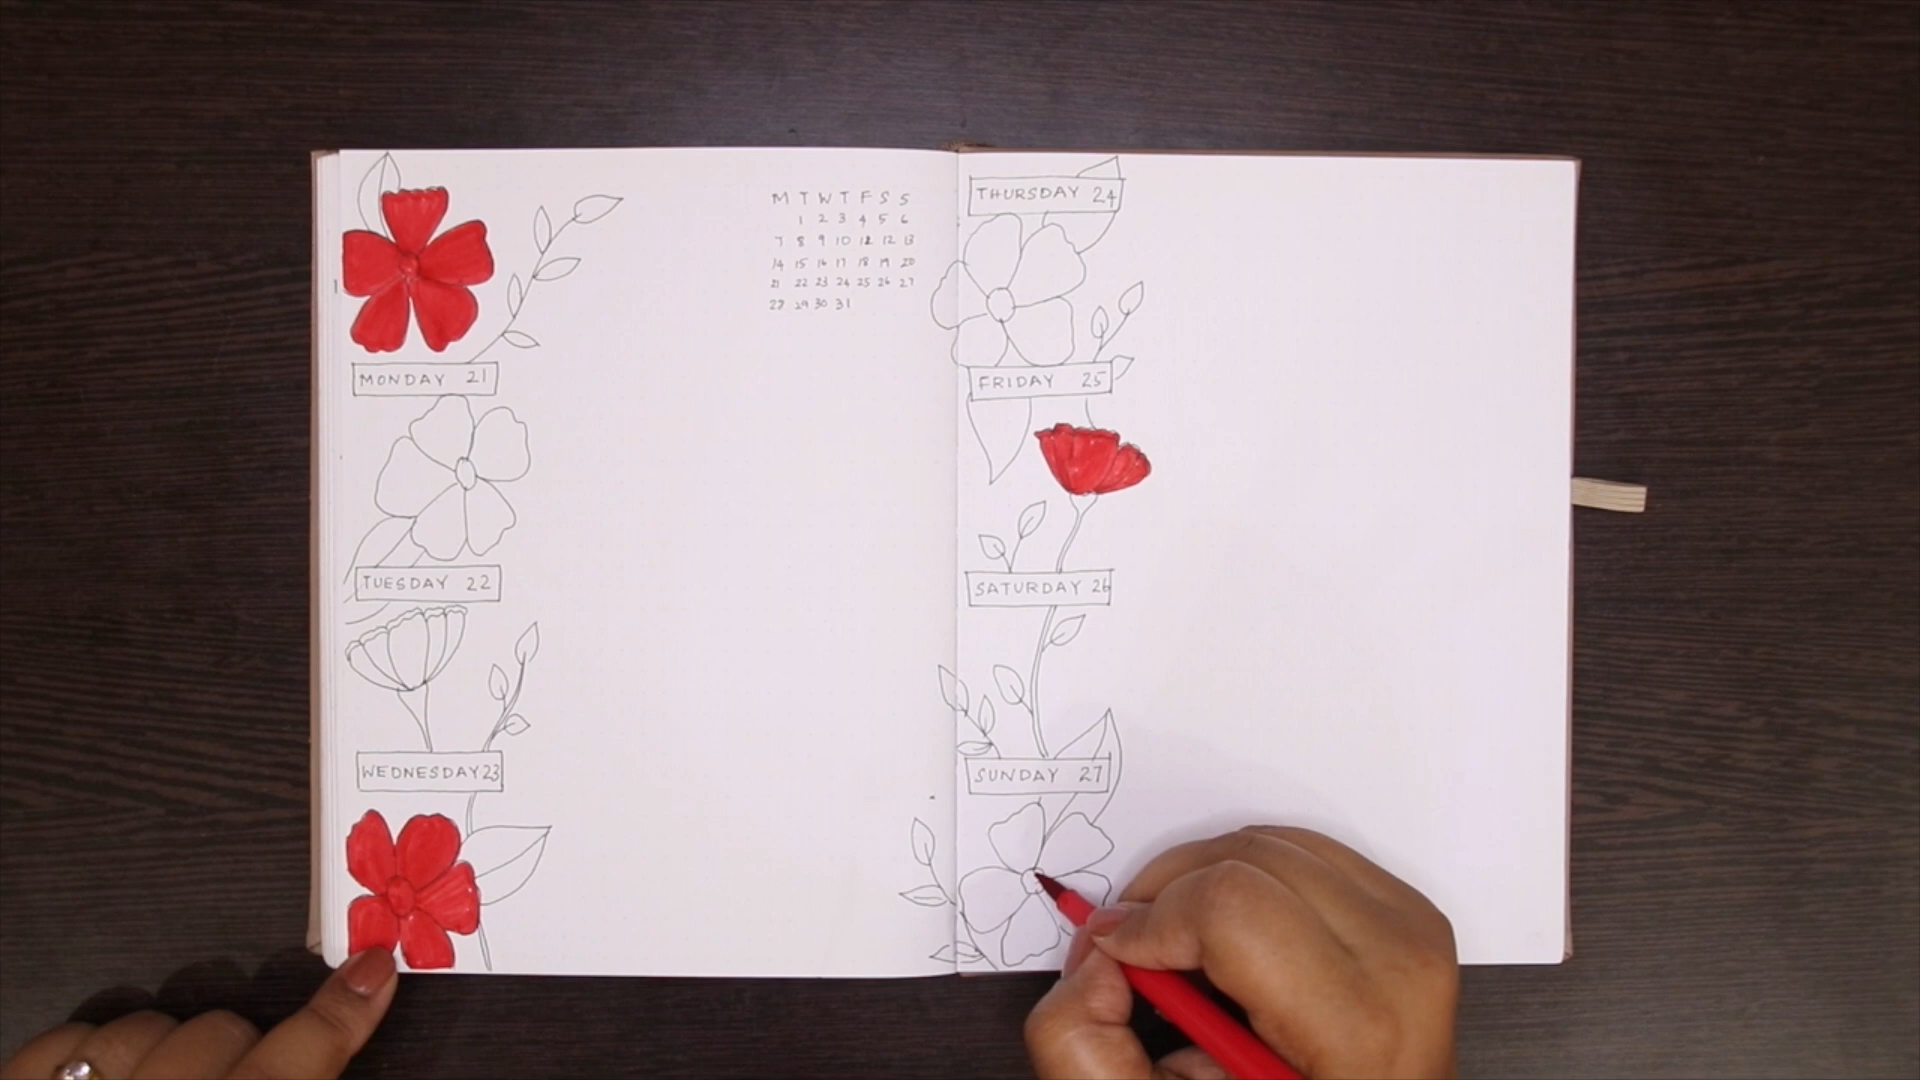 M T W T F S S
1 2 3 4 5 6
7 8 9 10 11 12 13
14 15 16 17 18 19 20
21 22 23 24 25 26 27
28 29 30 31
MONDAY 21
TUESDAY 22
WEDNESDAY 23
THURSDAY 24
FRIDAY 25
SATURDAY 26
SUNDAY 27